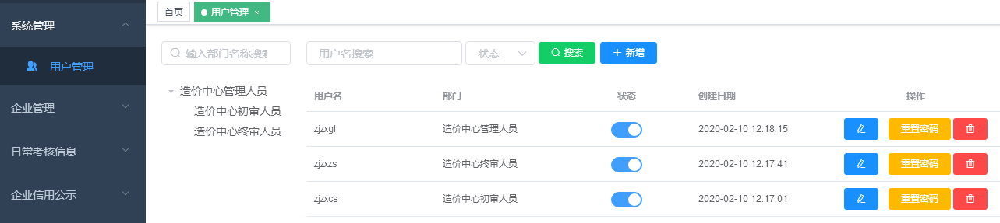 系统管理
用户管理
企业管理
日常考核信息
企业信用公示
首页 用户管理 ×
输入部门名称搜 用户名搜索 状态 搜索 新增
造价中心管理人员
造价中心初审人员
造价中心终审人员
用户名 部门 状态 创建日期 操作
zjzxgl 造价中心管理人员 2020-02-10 12:18:15 重置密码
zjzxzs 造价中心终审人员 2020-02-10 12:17:41 重置密码
zjzxcs 造价中心初审人员 2020-02-10 12:17:01 重置密码